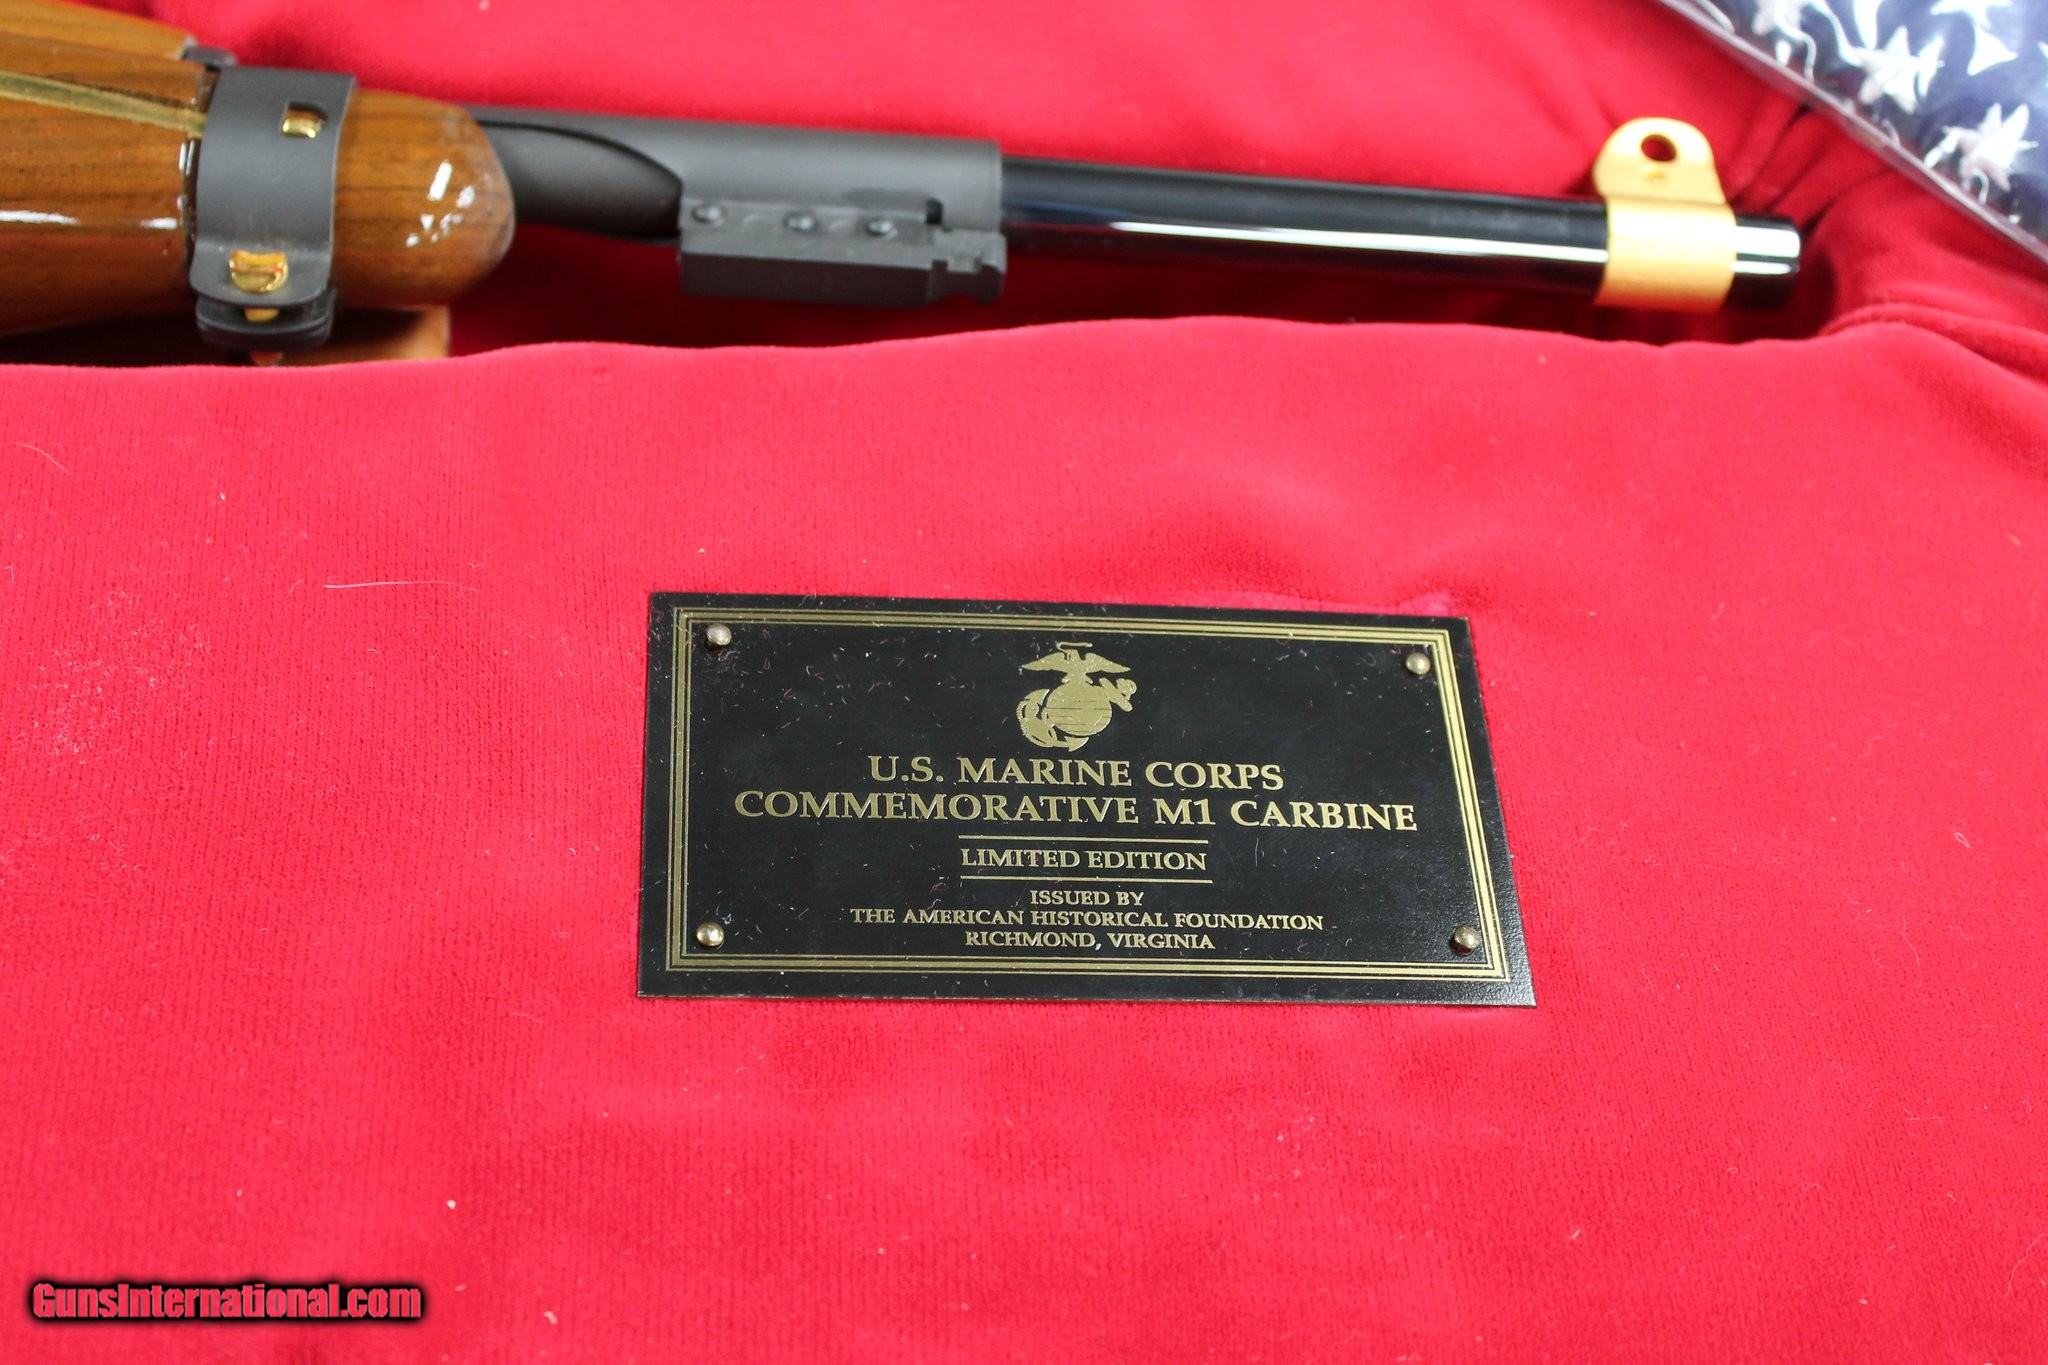 U.S. MARINE CORPS
COMMEMORATIVE M1 CARBINE
LIMITED EDITION
ISSUED BY
THE AMERICAN HISTORICAL FOUNDATION
RICHMOND, VIRGINIA
GunsInternational.com